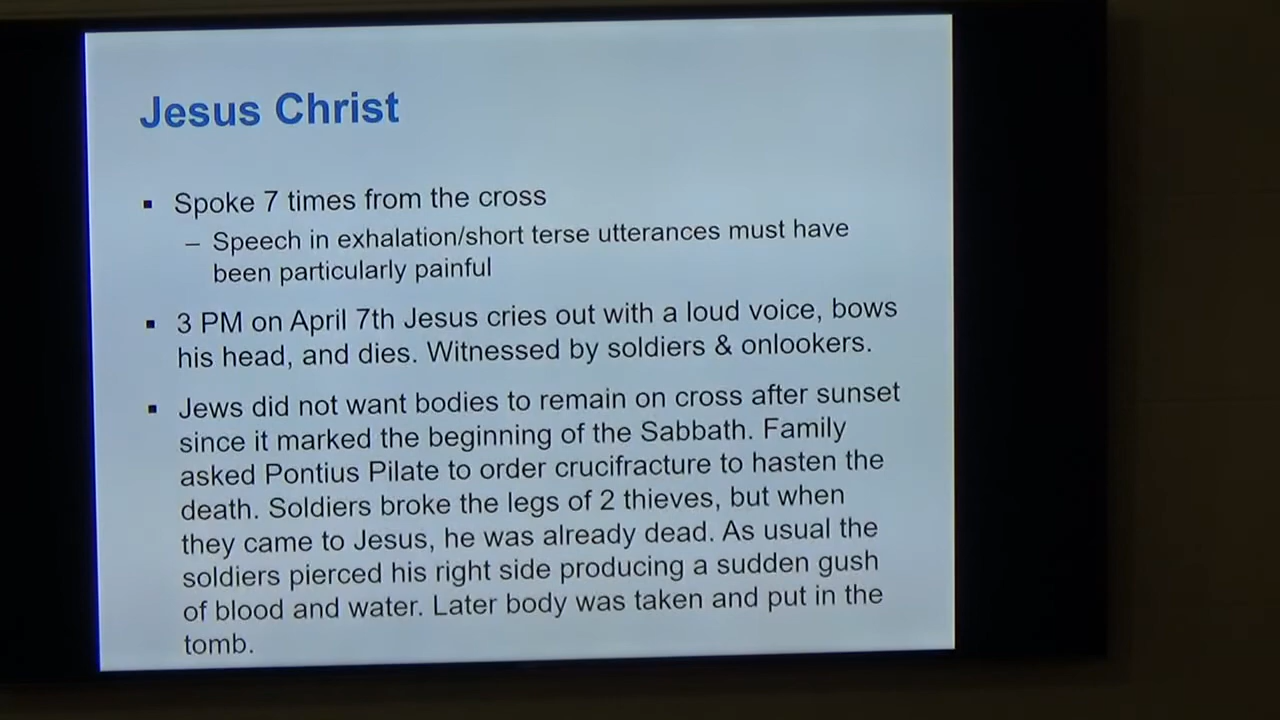 Jesus Christ
▪ Spoke 7 times from the cross
– Speech in exhalation/short terse utterances must have
been particularly painful
▪ 3 PM on April 7th Jesus cries out with a loud voice, bows
his head, and dies. Witnessed by soldiers & onlookers.
▪ Jews did not want bodies to remain on cross after sunset
since it marked the beginning of the Sabbath. Family
asked Pontius Pilate to order crucifracture to hasten the
death. Soldiers broke the legs of 2 thieves, but when
they came to Jesus, he was already dead. As usual the
soldiers pierced his right side producing a sudden gush
of blood and water. Later body was taken and put in the
tomb.